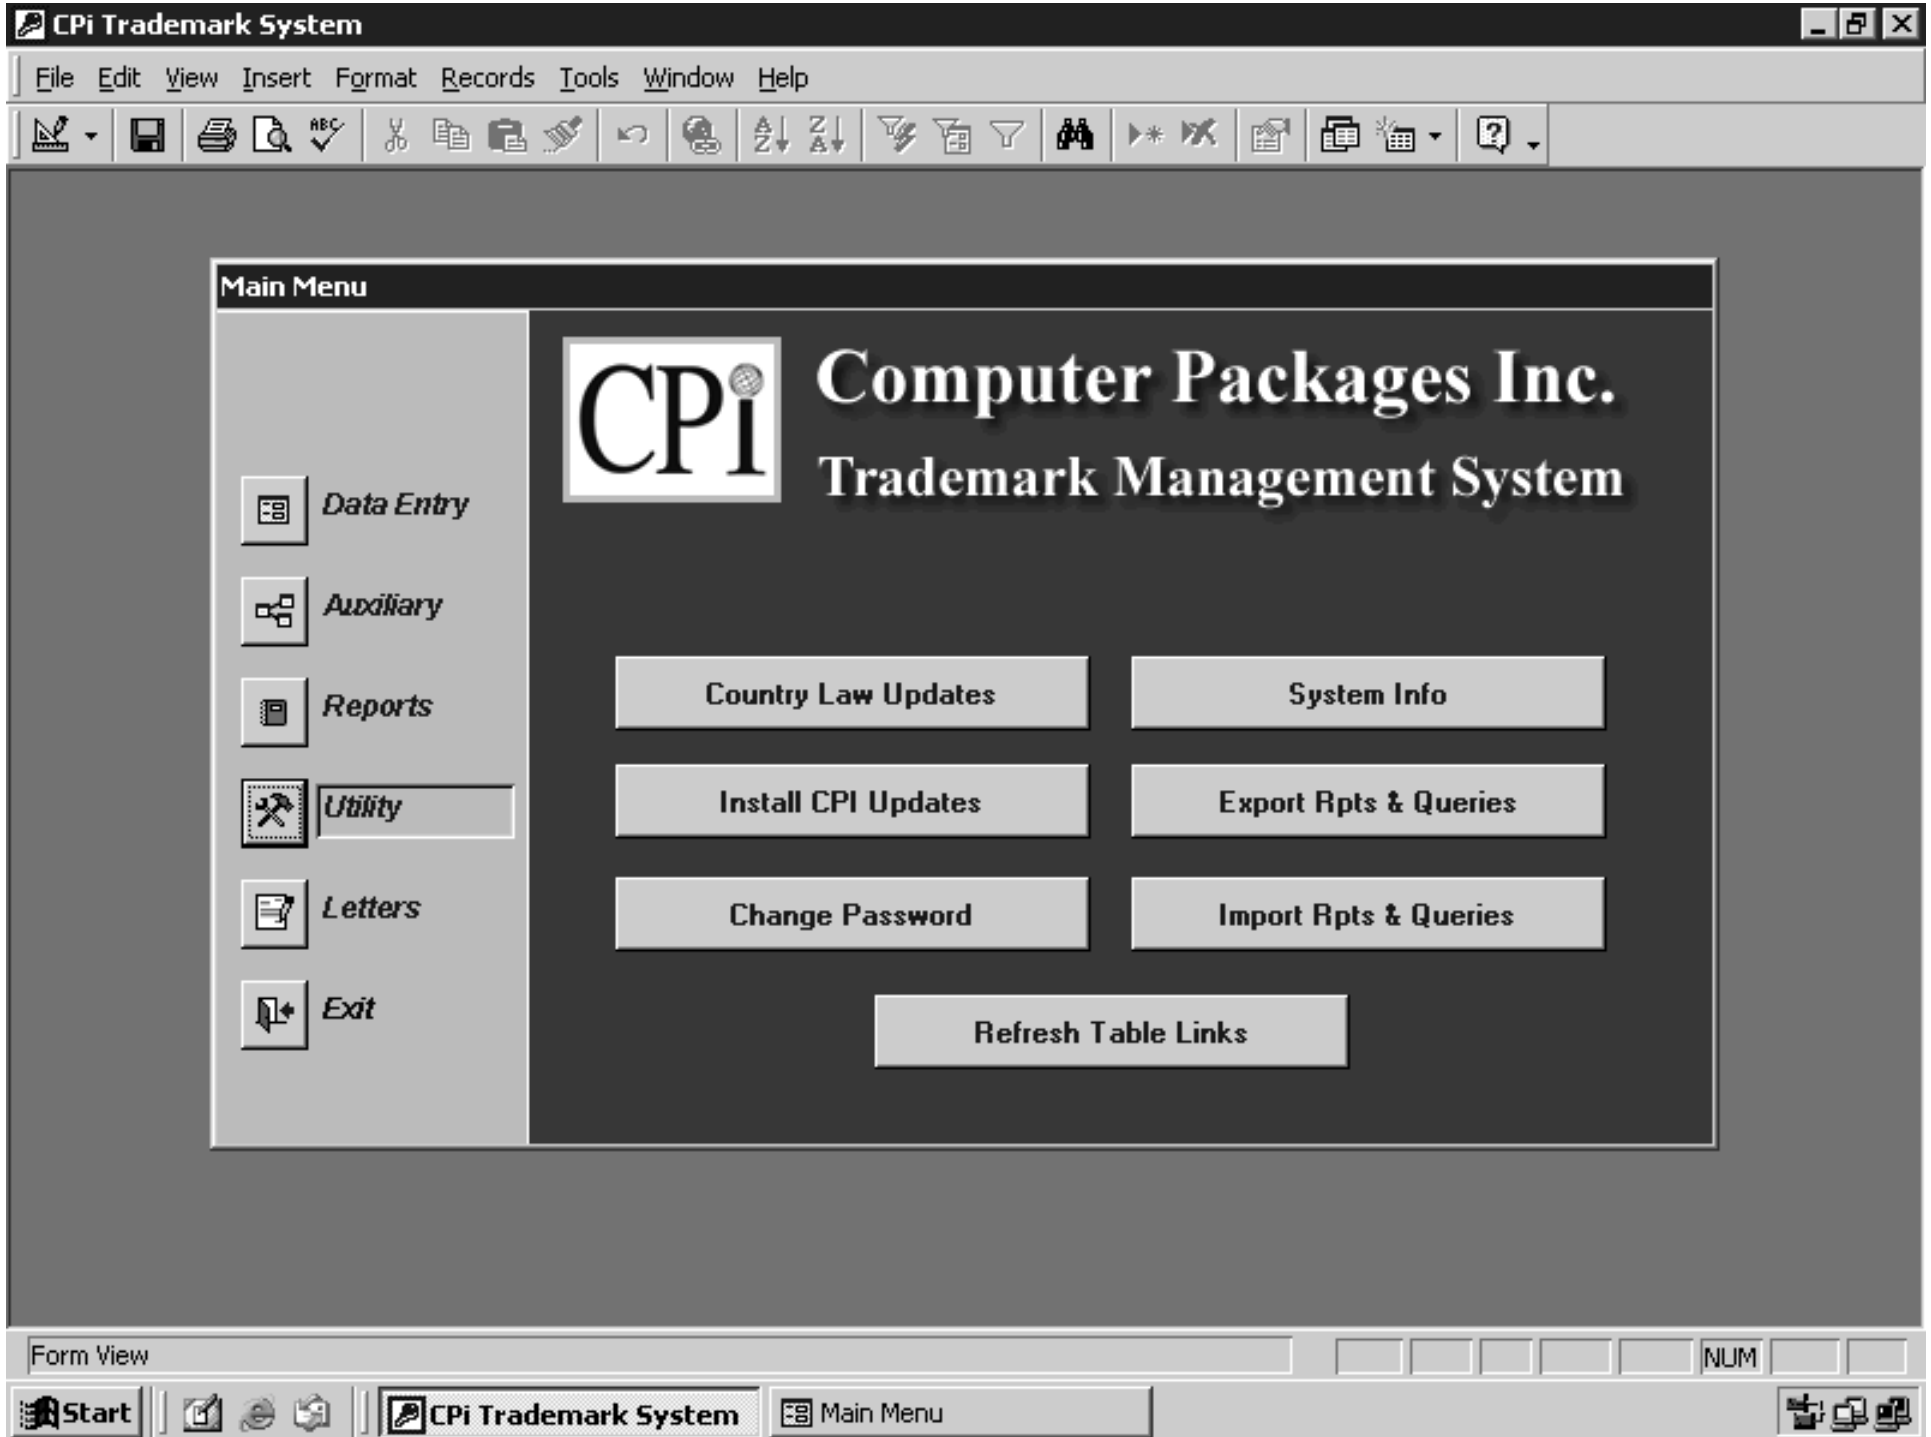 CPi Trademark System
File Edit View Insert Format Records Tools Window Help
ABC
A Z Z A
Main Menu
CPi
Computer Packages Inc.
Trademark Management System
Data Entry
Auxiliary
Reports
Utility
Letters
Exit
Country Law Updates
System Info
Install CPI Updates
Export Rpts & Queries
Change Password
Import Rpts & Queries
Refresh Table Links
Form View
NUM
Start
CPi Trademark System
Main Menu